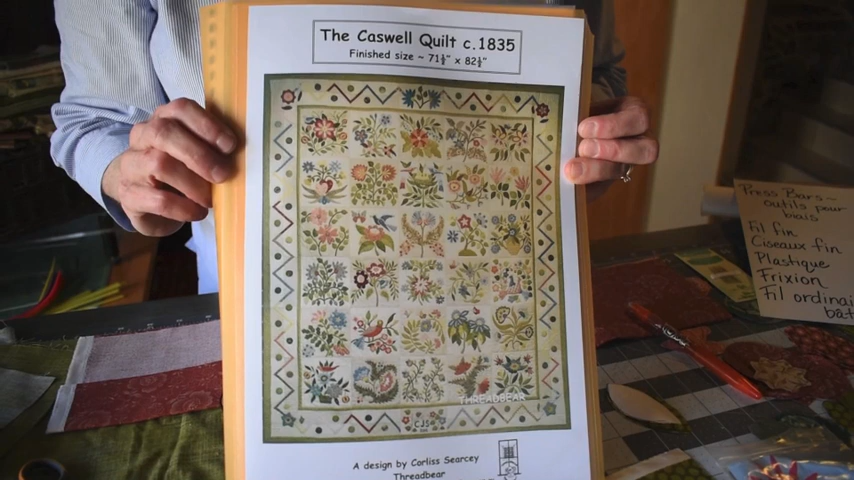 The Caswell Quilt c.1835
Finished size ~ 71½" x 82½"
THREADBEAR
CJS
A design by Corliss Searcey
Threadbear
Press Bars~
outils pour
biais
Fil fin
Ciseaux fin
Plastique
Frixion
Fil ordinai
bât